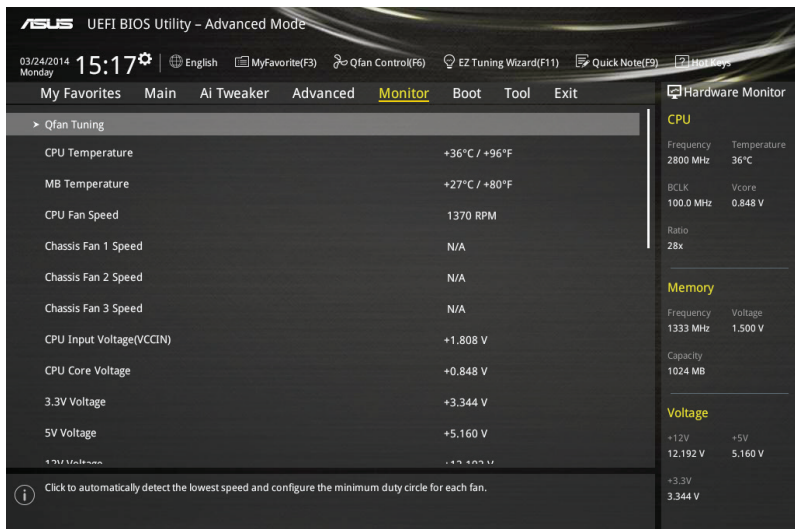 ASUS UEFI BIOS Utility – Advanced Mode
03/24/2014 Monday 15:17 English MyFavorite(F3) Qfan Control(F6) EZ Tuning Wizard(F11) Quick Note(F9) ? Hot Keys
My Favorites Main Ai Tweaker Advanced Monitor Boot Tool Exit
> Qfan Tuning
CPU Temperature +36°C / +96°F
MB Temperature +27°C / +80°F
CPU Fan Speed 1370 RPM
Chassis Fan 1 Speed N/A
Chassis Fan 2 Speed N/A
Chassis Fan 3 Speed N/A
CPU Input Voltage(VCCIN) +1.808 V
CPU Core Voltage +0.848 V
3.3V Voltage +3.344 V
5V Voltage +5.160 V
12V Voltage +12.192 V
Click to automatically detect the lowest speed and configure the minimum duty circle for each fan.
Hardware Monitor
CPU
Frequency Temperature
2800 MHz 36°C
BCLK Vcore
100.0 MHz 0.848 V
Ratio
28x
Memory
Frequency Voltage
1333 MHz 1.500 V
Capacity
1024 MB
Voltage
+12V +5V
12.192 V 5.160 V
+3.3V
3.344 V